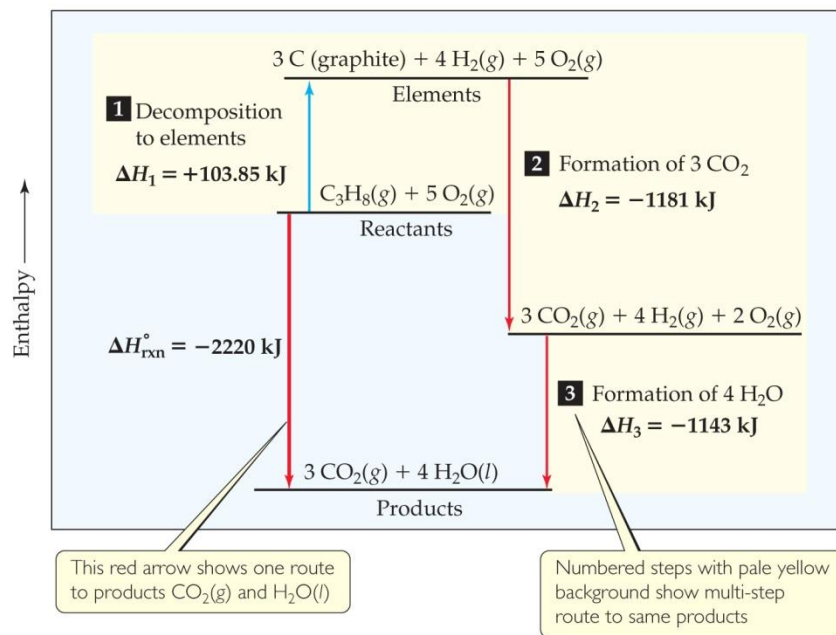 3 C (graphite) + 4 H₂(g) + 5 O₂(g)
Elements
1 Decomposition
to elements
ΔH₁ = +103.85 kJ
2 Formation of 3 CO₂
ΔH₂ = −1181 kJ
C₃H₈(g) + 5 O₂(g)
Reactants
Enthalpy
3 CO₂(g) + 4 H₂(g) + 2 O₂(g)
ΔH°rxn = −2220 kJ
3 Formation of 4 H₂O
ΔH₃ = −1143 kJ
3 CO₂(g) + 4 H₂O(l)
Products
This red arrow shows one route
to products CO₂(g) and H₂O(l)
Numbered steps with pale yellow
background show multi-step
route to same products